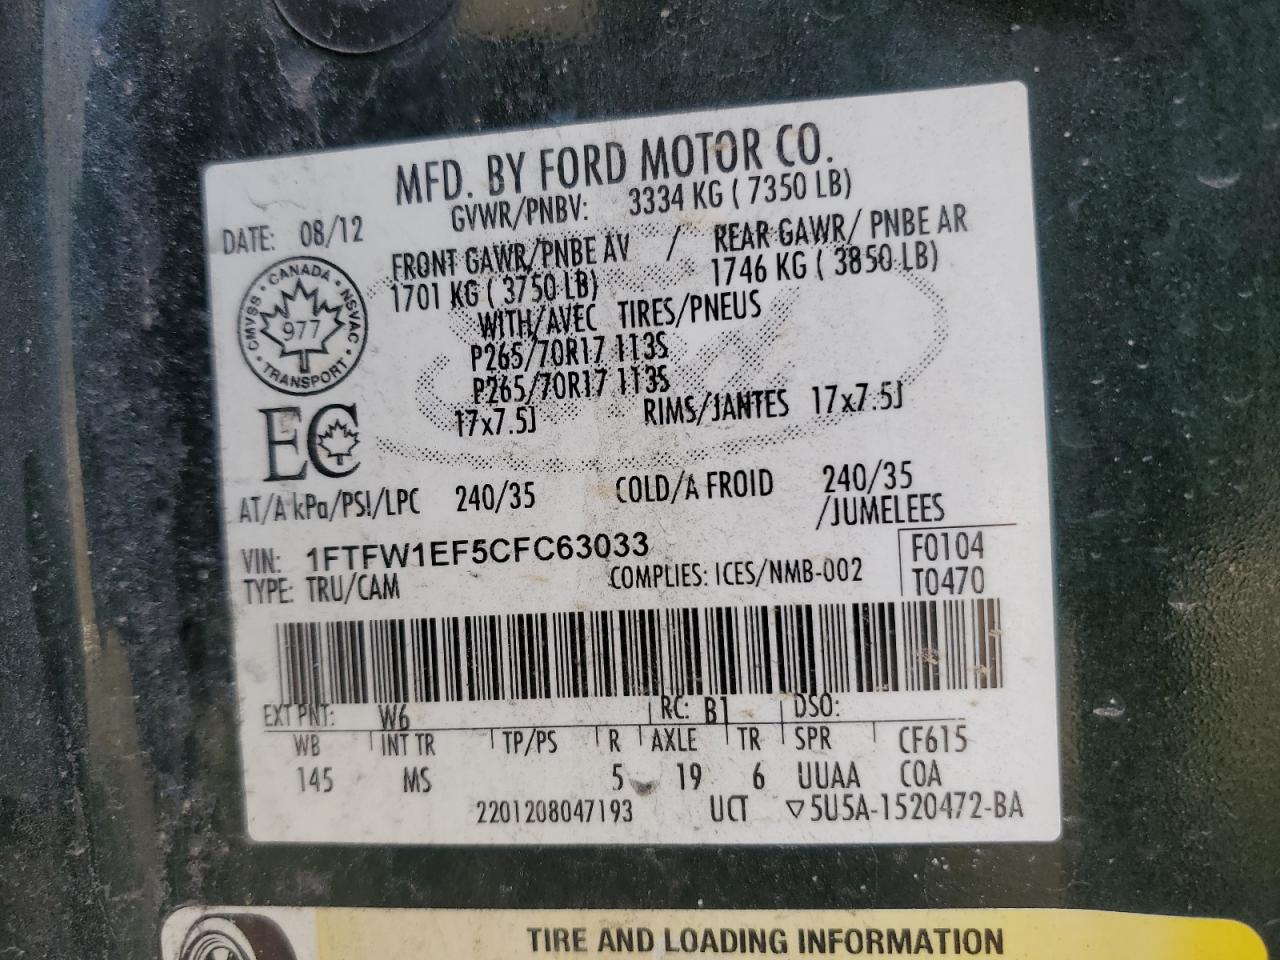 MFD. BY FORD MOTOR CO.
DATE: 08/12
GVWR/PNBV: 3334 KG ( 7350 LB)
FRONT GAWR/PNBE AV / REAR GAWR/ PNBE AR
1701 KG ( 3750 LB) 1746 KG ( 3850 LB)
WITH/AVEC TIRES/PNEUS
P265/70R17 113S
P265/70R17 113S
17x7.5J RIMS/JANTES 17x7.5J
CMVSS • CANADA • NSVAC • TRANSPORT •
977
EC
AT/A kPa/PSI/LPC 240/35 COLD/A FROID 240/35
/JUMELEES
VIN: 1FTFW1EF5CFC63033
F0104
TYPE: TRU/CAM COMPLIES: ICES/NMB-002
T0470
EXT PNT: W6 RC: B1 DSO:
WB INT TR TP/PS R AXLE TR SPR CF615
145 MS 5 19 6 UUAA COA
2201208047193 UCT ▽5U5A-1520472-BA
TIRE AND LOADING INFORMATION